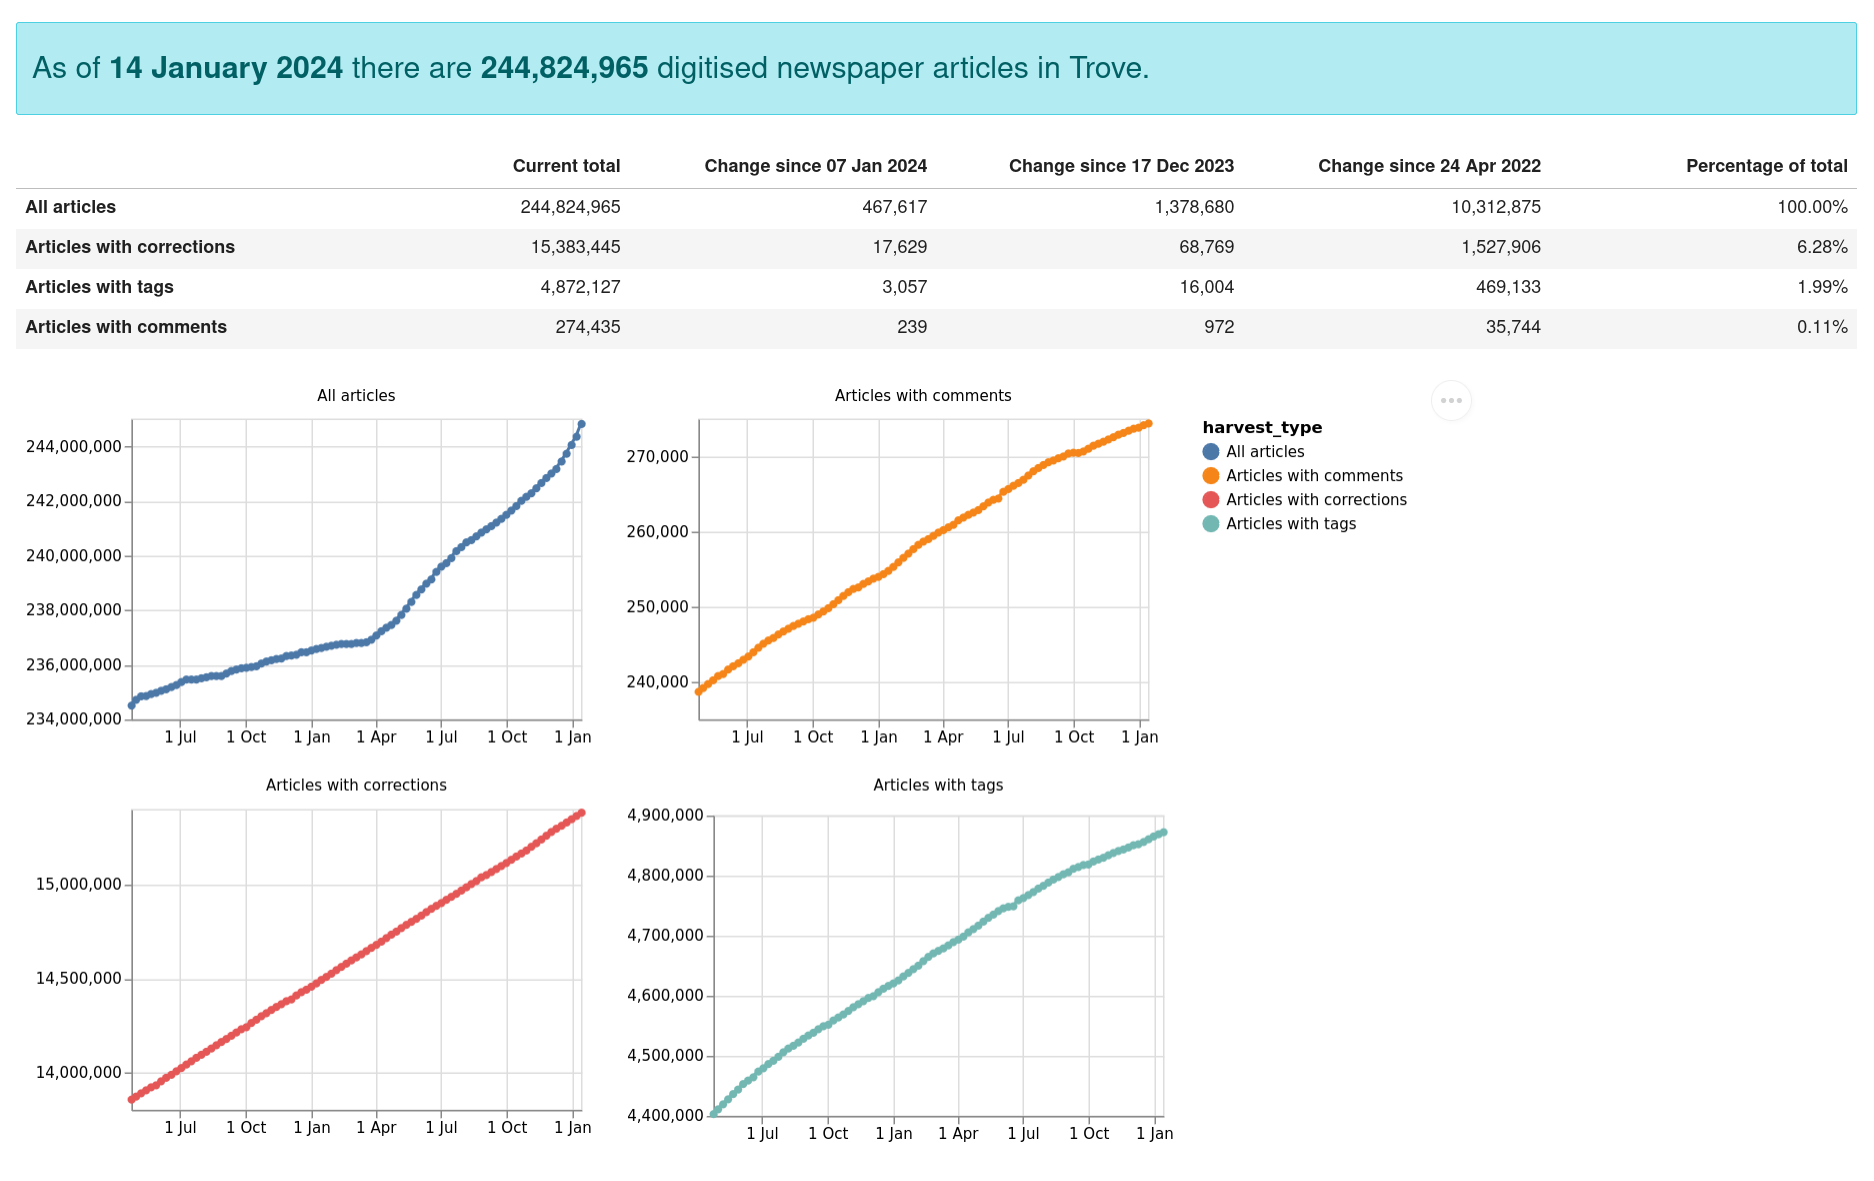 As of 14 January 2024 there are 244,824,965 digitised newspaper articles in Trove.
Current total Change since 07 Jan 2024 Change since 17 Dec 2023 Change since 24 Apr 2022 Percentage of total
All articles 244,824,965 467,617 1,378,680 10,312,875 100.00%
Articles with corrections 15,383,445 17,629 68,769 1,527,906 6.28%
Articles with tags 4,872,127 3,057 16,004 469,133 1.99%
Articles with comments 274,435 239 972 35,744 0.11%
All articles
244,000,000
242,000,000
240,000,000
238,000,000
236,000,000
234,000,000
1 Jul 1 Oct 1 Jan 1 Apr 1 Jul 1 Oct 1 Jan
Articles with comments
270,000
260,000
250,000
240,000
1 Jul 1 Oct 1 Jan 1 Apr 1 Jul 1 Oct 1 Jan
harvest_type
All articles
Articles with comments
Articles with corrections
Articles with tags
Articles with corrections
15,000,000
14,500,000
14,000,000
1 Jul 1 Oct 1 Jan 1 Apr 1 Jul 1 Oct 1 Jan
Articles with tags
4,900,000
4,800,000
4,700,000
4,600,000
4,500,000
4,400,000
1 Jul 1 Oct 1 Jan 1 Apr 1 Jul 1 Oct 1 Jan